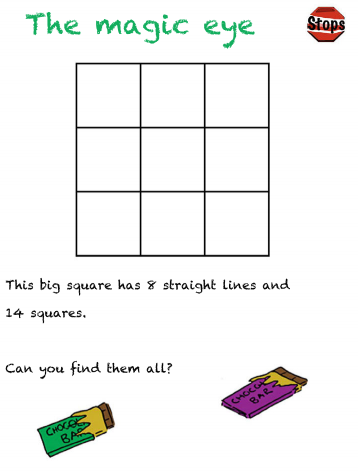 The magic eye
Stops
This big square has 8 straight lines and
14 squares.
Can you find them all?
CHOCO
BAR
CHOCO
BAR